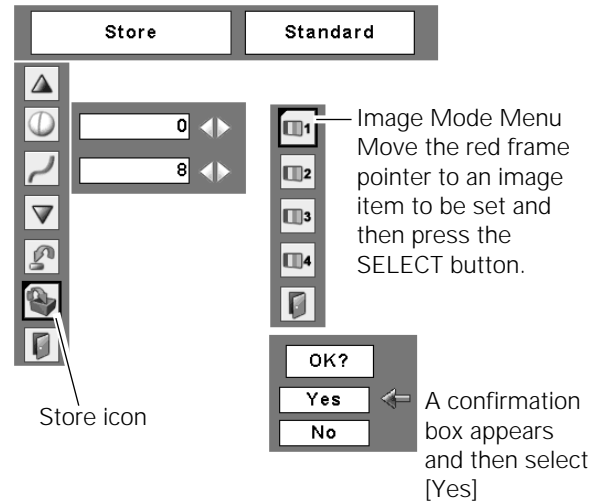 Store Standard
0
8
1
2
3
4
Image Mode Menu
Move the red frame
pointer to an image
item to be set and
then press the
SELECT button.
Store icon
OK?
Yes
No
A confirmation
box appears
and then select
[Yes]